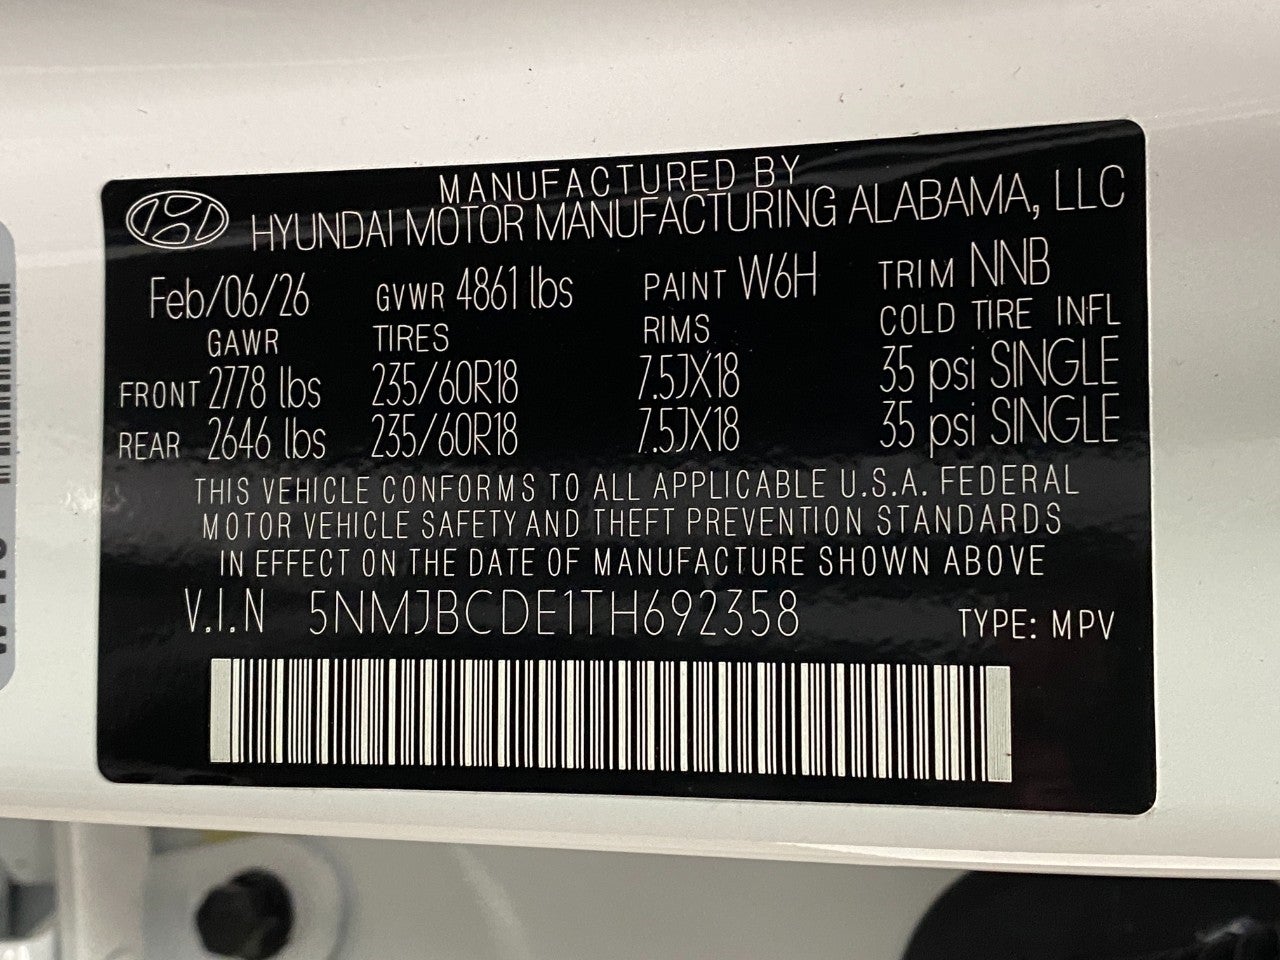 MANUFACTURED BY
HYUNDAI MOTOR MANUFACTURING ALABAMA, LLC
Feb/06/26 GVWR 4861 lbs PAINT W6H TRIM NNB
GAWR TIRES RIMS COLD TIRE INFL
FRONT 2778 lbs 235/60R18 7.5JX18 35 psi SINGLE
REAR 2646 lbs 235/60R18 7.5JX18 35 psi SINGLE
THIS VEHICLE CONFORMS TO ALL APPLICABLE U.S.A. FEDERAL
MOTOR VEHICLE SAFETY AND THEFT PREVENTION STANDARDS
IN EFFECT ON THE DATE OF MANUFACTURE SHOWN ABOVE
V.I.N 5NMJBCDE1TH692358 TYPE: MPV